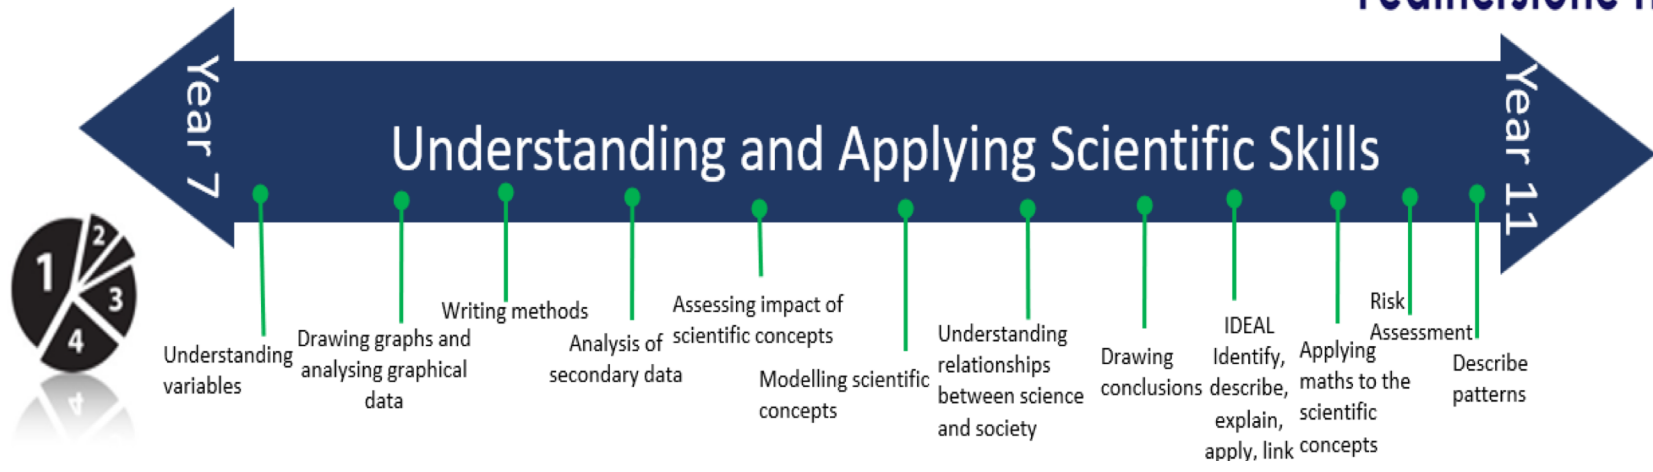 Year 7
Understanding and Applying Scientific Skills
Year 11
1
2
3
4
Understanding
variables
Drawing graphs and
analysing graphical
data
Writing methods
Analysis of
secondary data
Assessing impact of
scientific concepts
Modelling scientific
concepts
Understanding
relationships
between science
and society
Drawing
conclusions
IDEAL
Identify,
describe,
explain,
apply, link
Applying
maths to the
scientific
concepts
Risk
Assessment
Describe
patterns